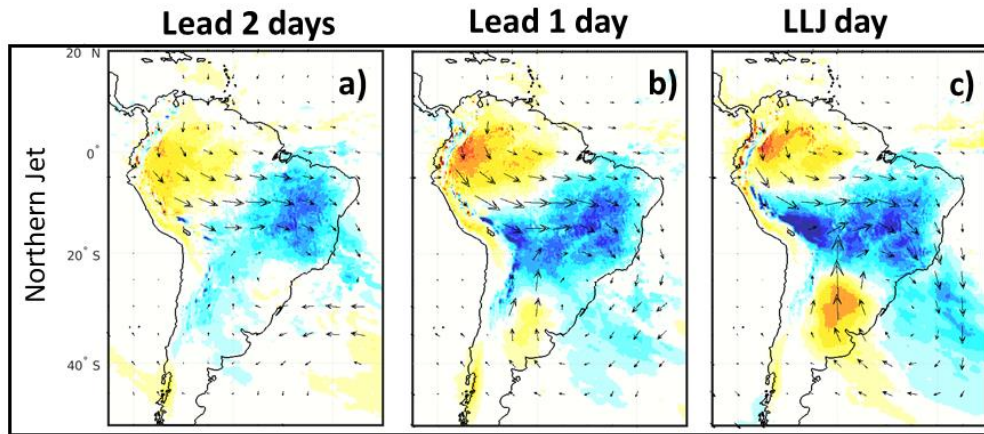 Lead 2 days Lead 1 day LLJ day
Northern Jet
20° N
0°
20° S
40° S
a) b) c)